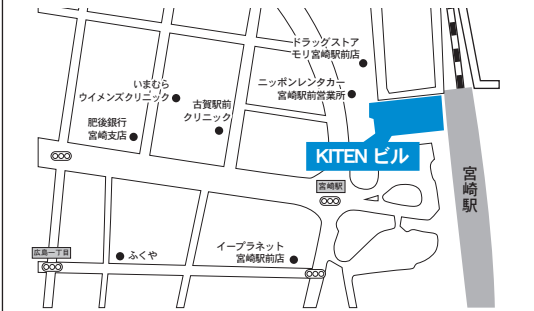 ドラッグストア
モリ宮崎駅前店
ニッポンレンタカー
宮崎駅前営業所
いまむら
ウイメンズクリニック
古賀駅前
クリニック
肥後銀行
宮崎支店
KITEN ビル
宮崎駅
宮崎駅
広島一丁目
ふくや
イープラネット
宮崎駅前店